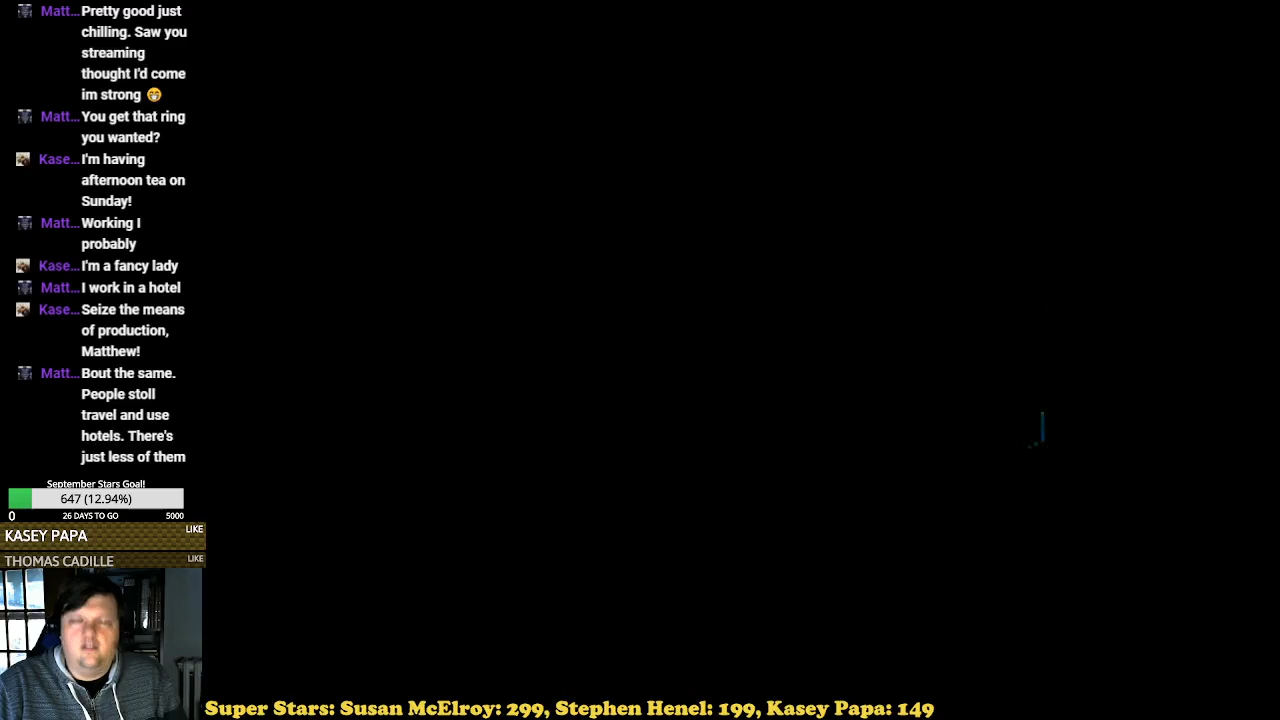 Matt... Pretty good just
chilling. Saw you
streaming
thought I'd come
im strong 😁
Matt... You get that ring
you wanted?
Kase... I'm having
afternoon tea on
Sunday!
Matt... Working I
probably
Kase... I'm a fancy lady
Matt... I work in a hotel
Kase... Seize the means
of production,
Matthew!
Matt... Bout the same.
People stoll
travel and use
hotels. There's
just less of them
September Stars Goal!
647 (12.94%)
0 26 DAYS TO GO 5000
KASEY PAPA LIKE
THOMAS CADILLE LIKE
Super Stars: Susan McElroy: 299, Stephen Henel: 199, Kasey Papa: 149